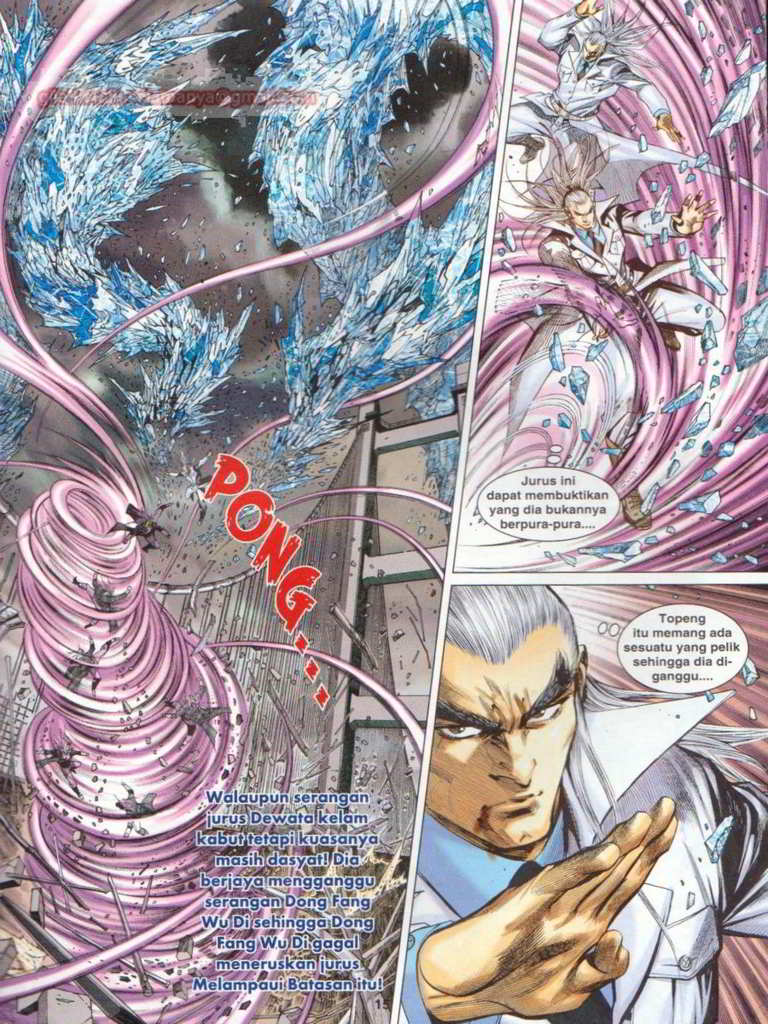 PONG....
Walaupun serangan
jurus Dewata kelam
kabut tetapi kuasanya
masih dasyat! Dia
berjaya mengganggu
serangan Dong Fang
Wu Di sehingga Dong
Fang Wu Di gagal
meneruskan jurus
Melampaui Batasan itu!
1
Jurus ini
dapat membuktikan
yang dia bukannya
berpura-pura....
Topeng
itu memang ada
sesuatu yang pelik
sehingga dia di-
ganggu....